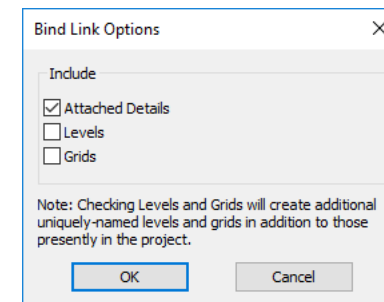 Bind Link Options
Include
Attached Details
Levels
Grids
Note: Checking Levels and Grids will create additional
uniquely-named levels and grids in addition to those
presently in the project.
OK Cancel